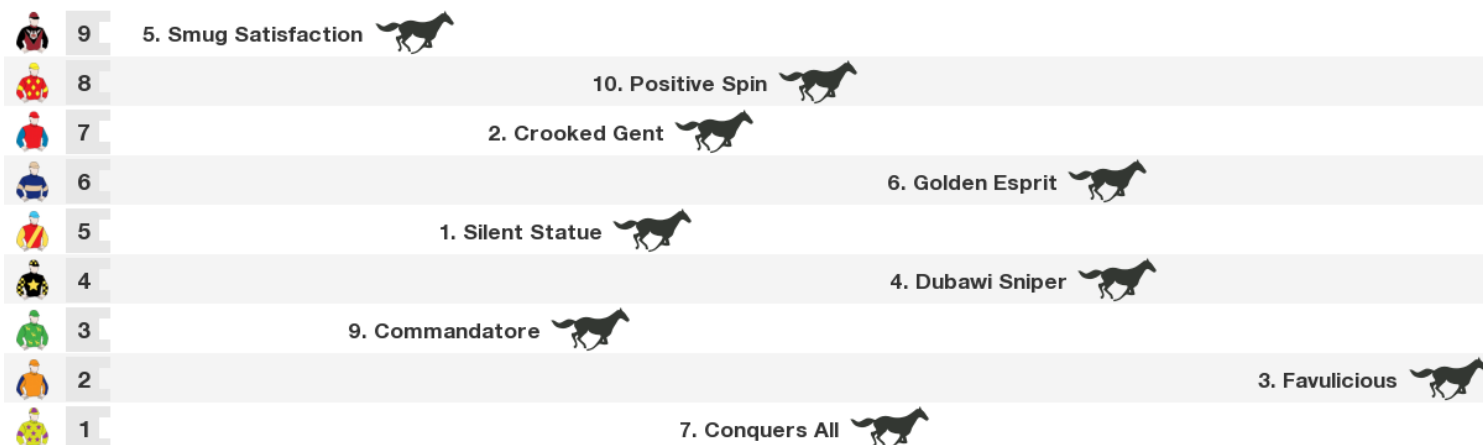 9 5. Smug Satisfaction
8 10. Positive Spin
7 2. Crooked Gent
6 6. Golden Esprit
5 1. Silent Statue
4 4. Dubawi Sniper
3 9. Commandatore
2 3. Favulicious
1 7. Conquers All